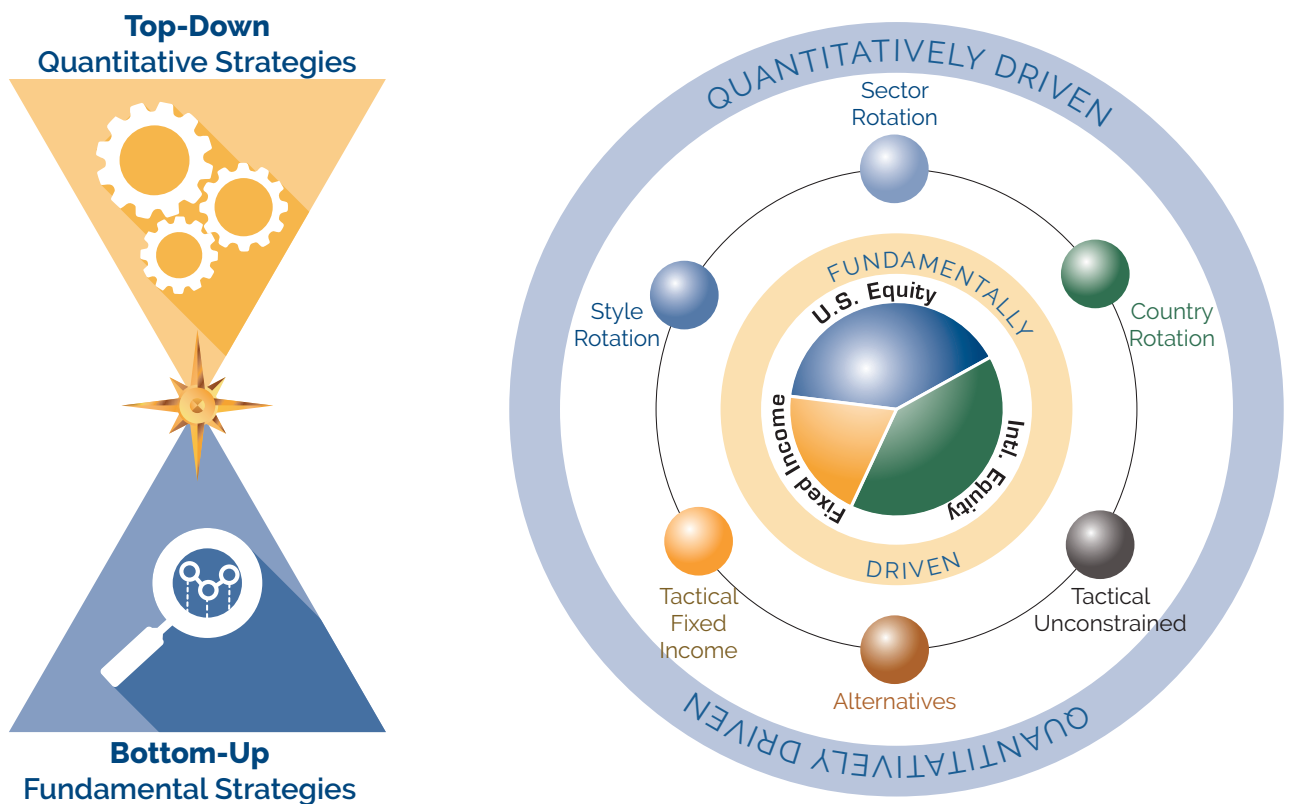 Top-Down
Quantitative Strategies
Bottom-Up
Fundamental Strategies
QUANTITATIVELY DRIVEN
Sector
Rotation
Style
Rotation
Country
Rotation
FUNDAMENTALLY
U.S. Equity
Fixed Income
Intl. Equity
DRIVEN
Tactical
Fixed
Income
Tactical
Unconstrained
Alternatives
QUANTITATIVELY DRIVEN